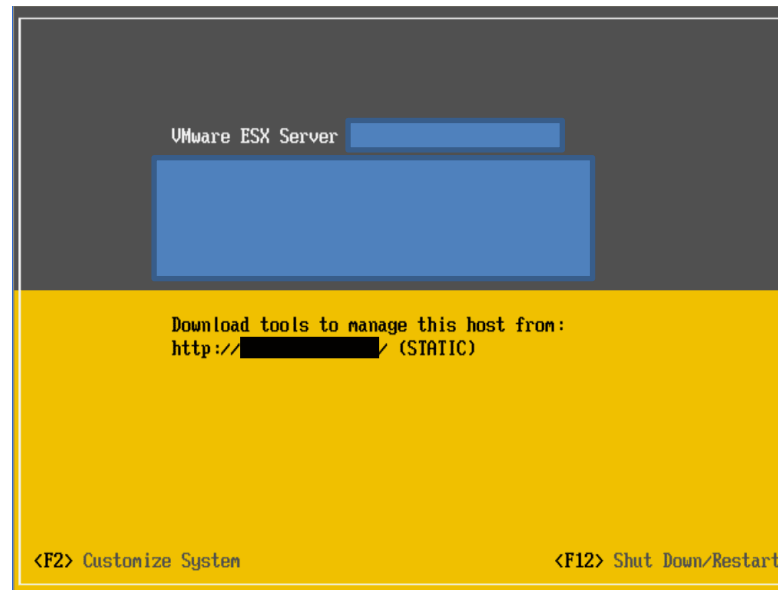 VMware ESX Server
Download tools to manage this host from:
http:// / (STATIC)
<F2> Customize System
<F12> Shut Down/Restart